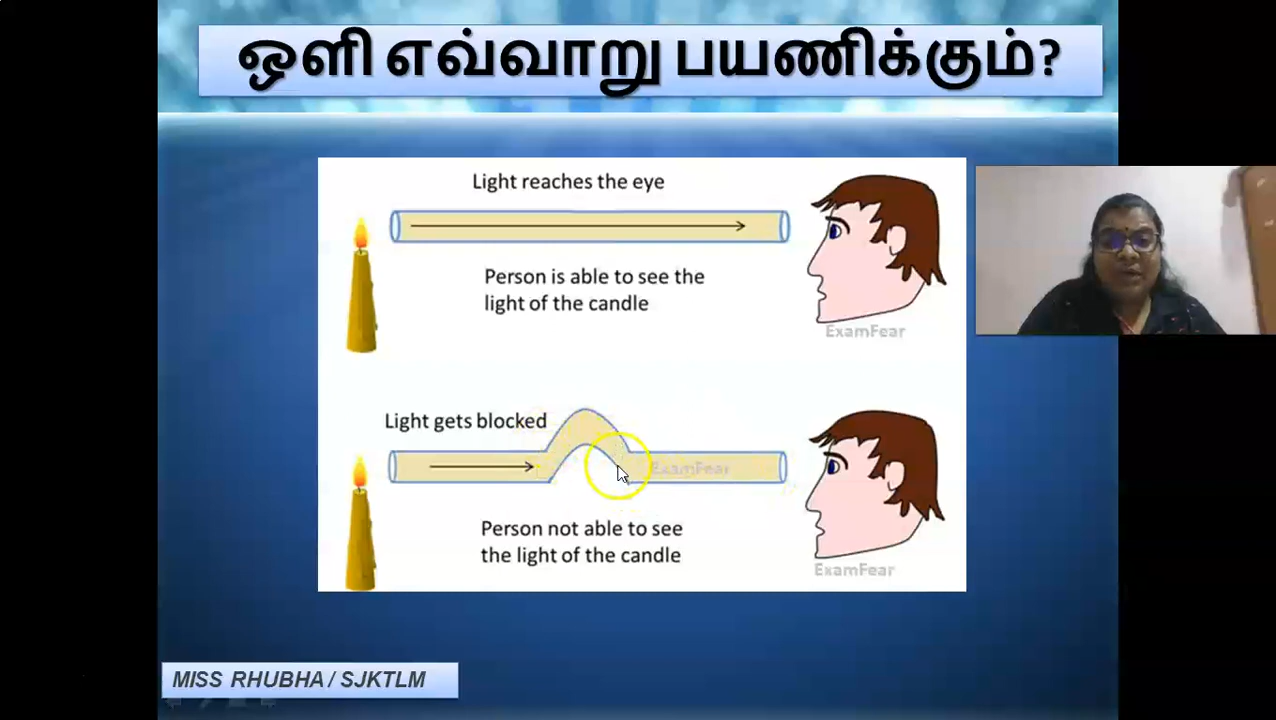 ஒளி எவ்வாறு பயணிக்கும்?
Light reaches the eye
Person is able to see the
light of the candle
ExamFear
Light gets blocked
ExamFear
Person not able to see
the light of the candle
ExamFear
MISS RHUBHA / SJKTLM